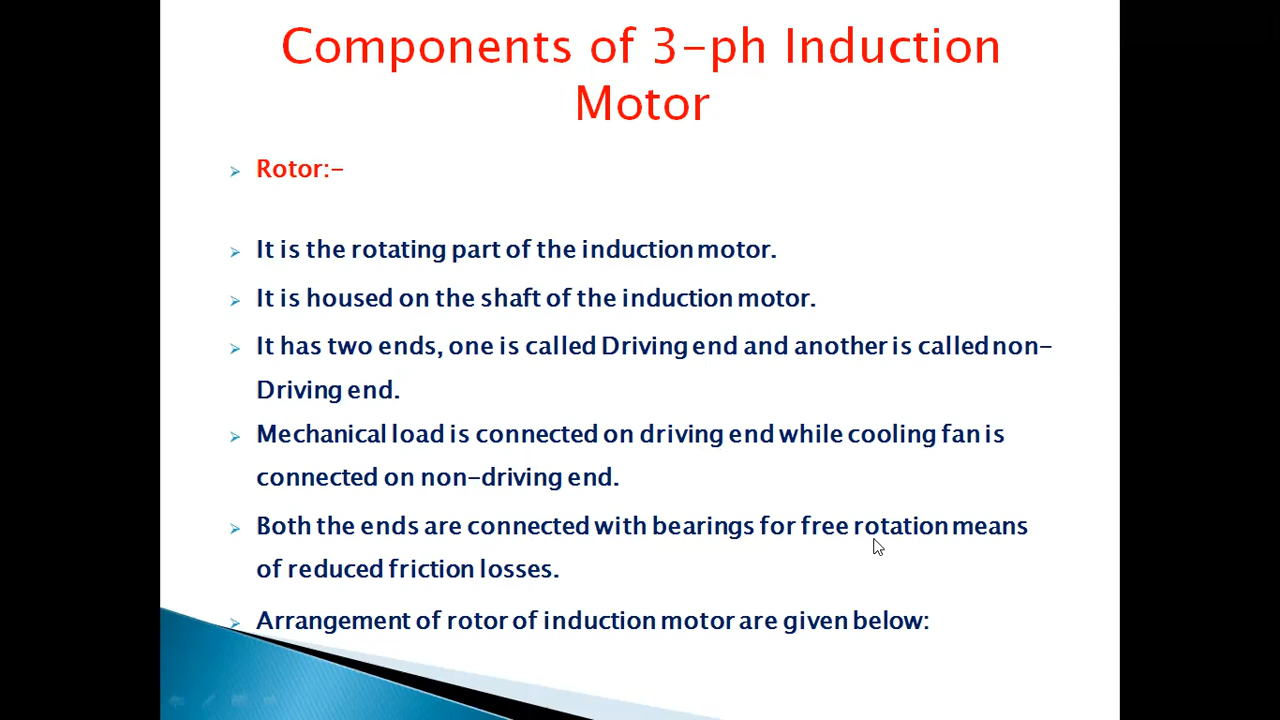 Components of 3-ph Induction
Motor
Rotor:-
It is the rotating part of the induction motor.
It is housed on the shaft of the induction motor.
It has two ends, one is called Driving end and another is called non-
Driving end.
Mechanical load is connected on driving end while cooling fan is
connected on non-driving end.
Both the ends are connected with bearings for free rotation means
of reduced friction losses.
Arrangement of rotor of induction motor are given below: